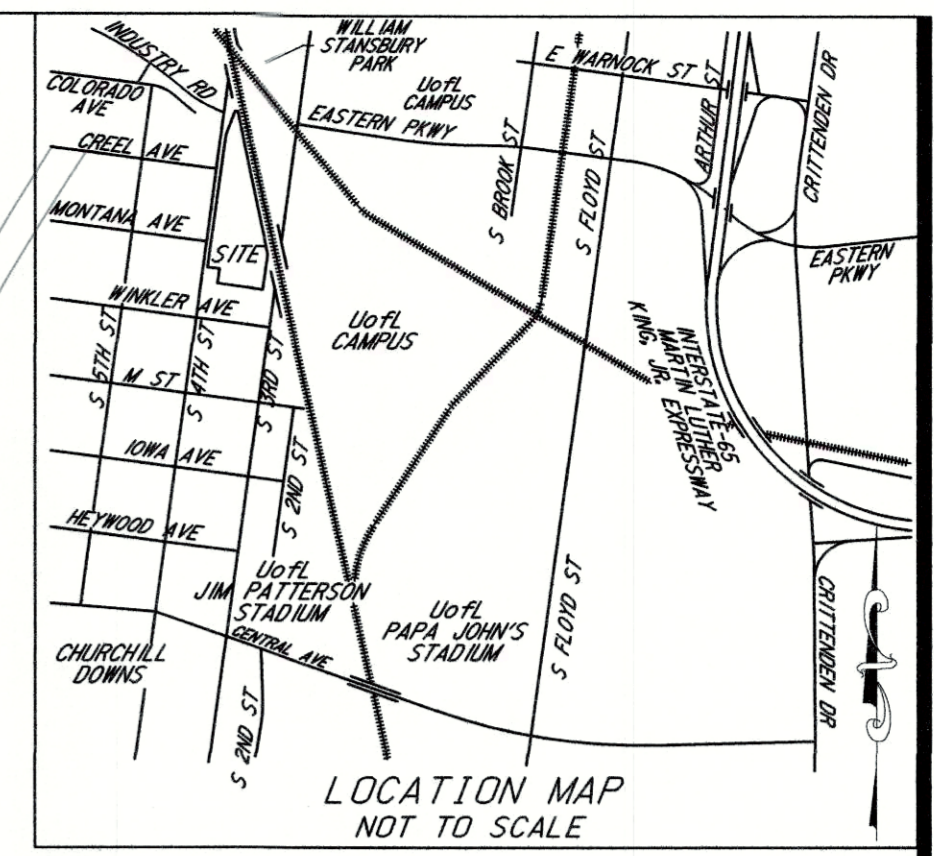 INDUSTRY RD
WILLIAM
STANSBURY
PARK
E WARNOCK ST
COLORADO
AVE
UofL
CAMPUS
ARTHUR ST
CRITTENDEN DR
EASTERN PKWY
CREEL AVE
S BROOK ST
S FLOYD ST
MONTANA AVE
SITE
EASTERN
PKWY
WINKLER AVE
UofL
CAMPUS
INTERSTATE-65
MARTIN LUTHER
KING, JR. EXPRESSWAY
S 5TH ST
S 4TH ST
S 3RD ST
M ST
IOWA AVE
S 2ND ST
HEYWOOD AVE
UofL
JIM PATTERSON
STADIUM
UofL
PAPA JOHN'S
STADIUM
S FLOYD ST
CRITTENDEN DR
CENTRAL AVE
CHURCHILL
DOWNS
S 2ND ST
LOCATION MAP
NOT TO SCALE